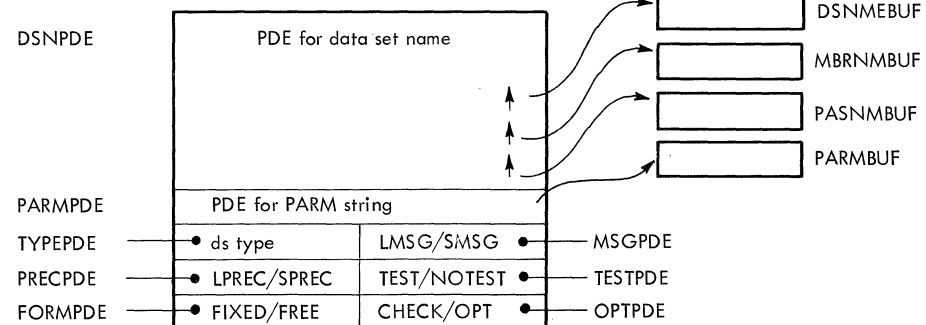 DSNPDE PDE for data set name DSNMEBUF
MBRNMBUF
PASNMBUF
PARMBUF
PARMPDE PDE for PARM string
TYPEPDE ds type LMSG/SMSG MSGPDE
PRECPDE LPREC/SPREC TEST/NOTEST TESTPDE
FORMPDE FIXED/FREE CHECK/OPT OPTPDE